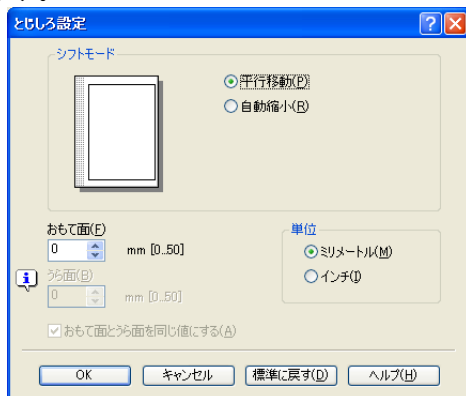 とじしろ設定
シフトモード
平行移動(P)
自動縮小(R)
おもて面(F)
0 mm [0..50]
単位
ミリメートル(M)
インチ(I)
うら面(B)
0 mm [0..50]
おもて面とうら面を同じ値にする(A)
OK キャンセル 標準に戻す(D) ヘルプ(H)